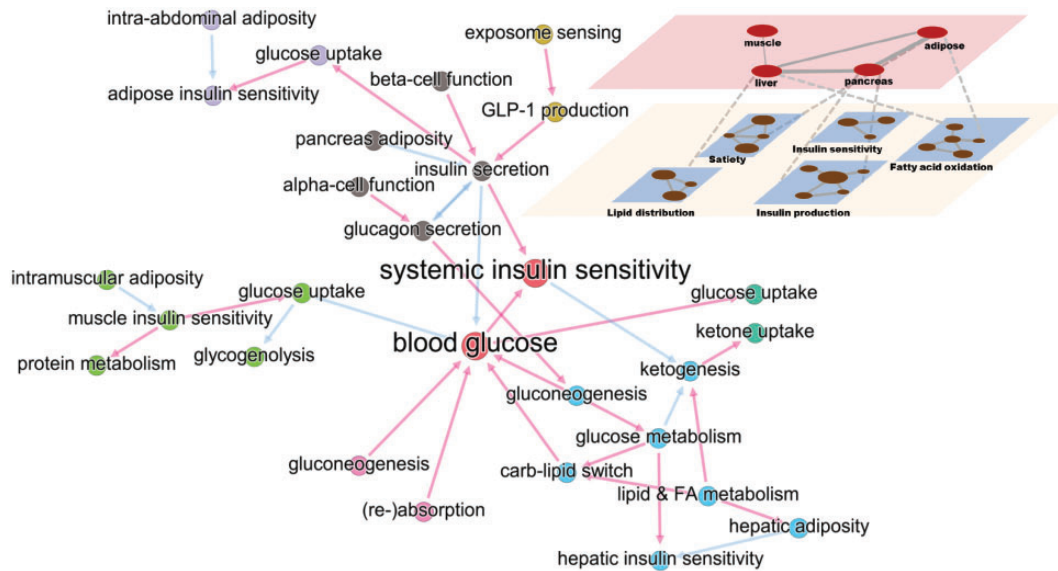 intra-abdominal adiposity
glucose uptake
adipose insulin sensitivity
exposome sensing
beta-cell function
GLP-1 production
pancreas adiposity
insulin secretion
alpha-cell function
glucagon secretion
muscle
adipose
liver
pancreas
Satiety
Insulin sensitivity
Fatty acid oxidation
Lipid distribution
Insulin production
systemic insulin sensitivity
intramuscular adiposity
glucose uptake
muscle insulin sensitivity
protein metabolism
glycogenolysis
blood glucose
glucose uptake
ketone uptake
ketogenesis
gluconeogenesis
glucose metabolism
gluconeogenesis
carb-lipid switch
(re-)absorption
lipid & FA metabolism
hepatic adiposity
hepatic insulin sensitivity